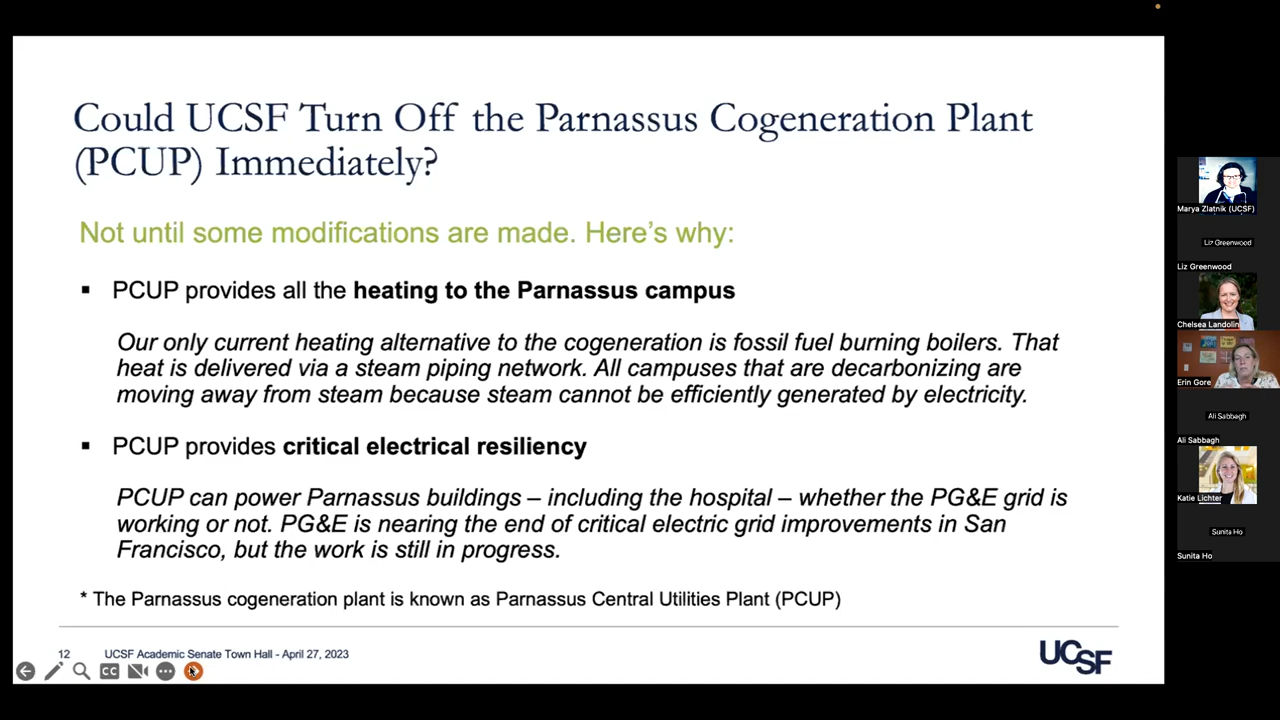 Could UCSF Turn Off the Parnassus Cogeneration Plant
(PCUP) Immediately?
Not until some modifications are made. Here's why:
▪ PCUP provides all the heating to the Parnassus campus
Our only current heating alternative to the cogeneration is fossil fuel burning boilers. That
heat is delivered via a steam piping network. All campuses that are decarbonizing are
moving away from steam because steam cannot be efficiently generated by electricity.
▪ PCUP provides critical electrical resiliency
PCUP can power Parnassus buildings – including the hospital – whether the PG&E grid is
working or not. PG&E is nearing the end of critical electric grid improvements in San
Francisco, but the work is still in progress.
* The Parnassus cogeneration plant is known as Parnassus Central Utilities Plant (PCUP)
12 UCSF Academic Senate Town Hall - April 27, 2023
UCSF
CC
Marya Zlatnik (UCSF)
Liz Greenwood
Liz Greenwood
Chelsea Landolin
Erin Gore
Ali Sabbagh
Ali Sabbagh
Katie Lichter
Sunita Ho
Sunita Ho